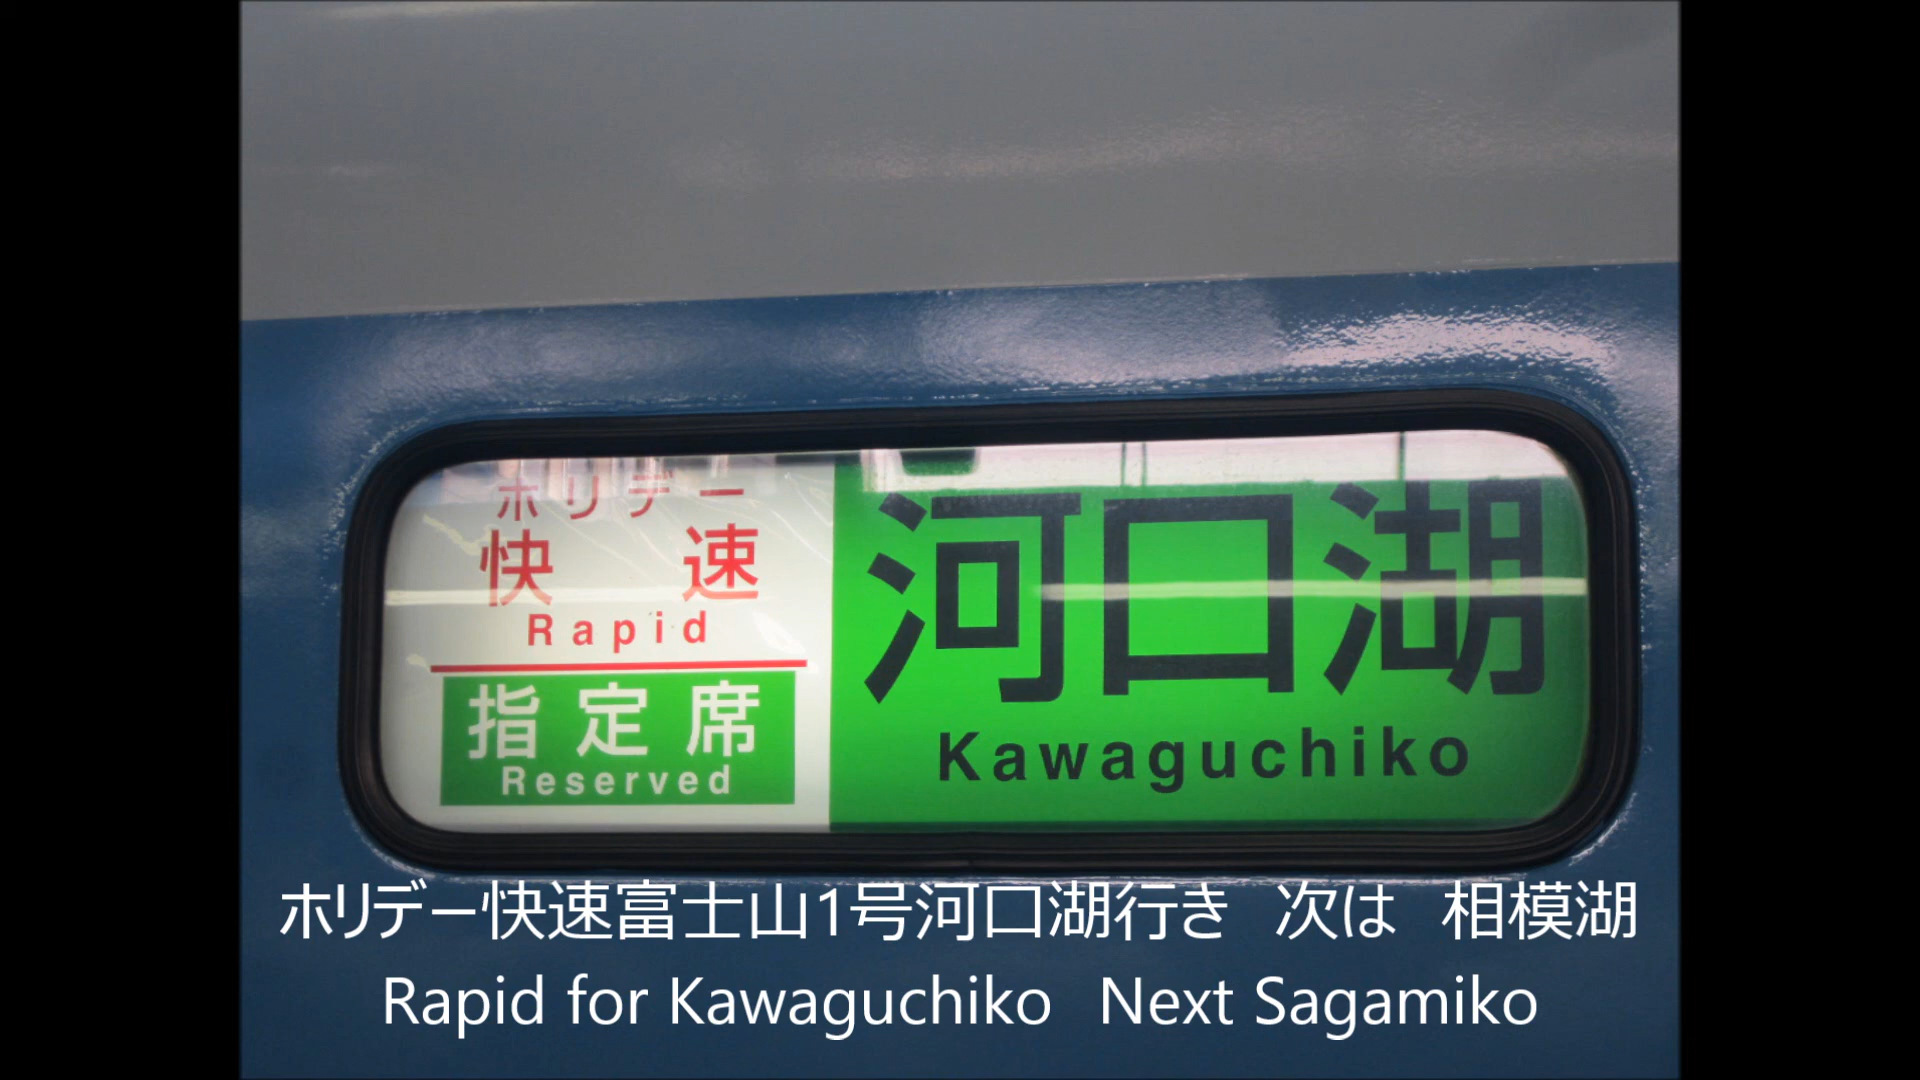 ホリデー
快速
Rapid
指定席
Reserved
河口湖
Kawaguchiko
ホリデー快速富士山1号河口湖行き　次は　相模湖
Rapid for Kawaguchiko  Next Sagamiko